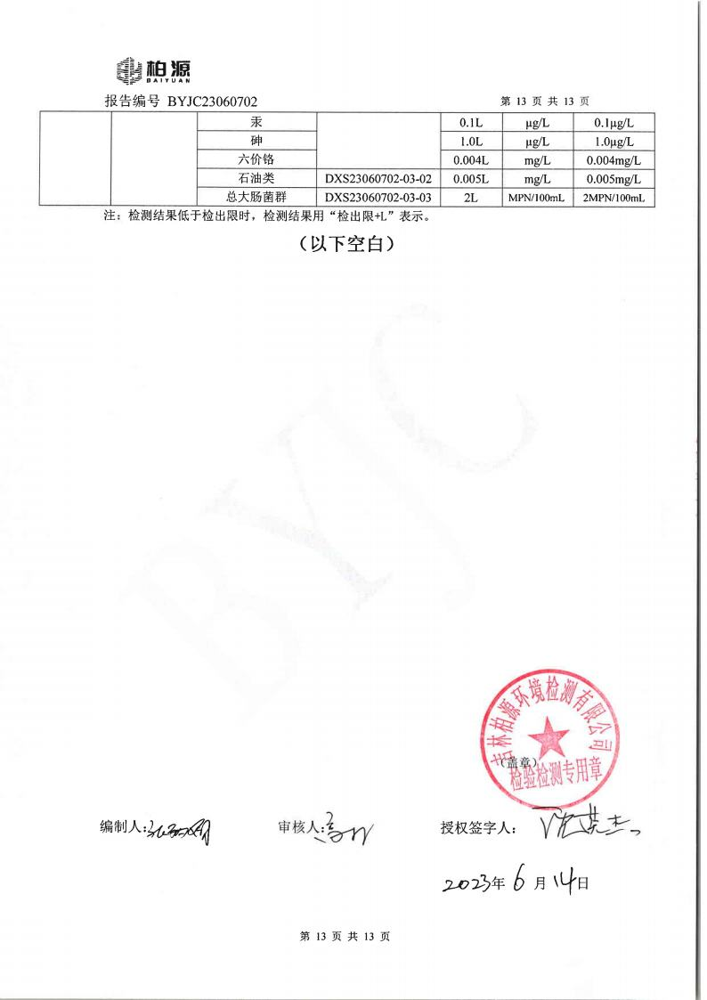 柏源
BAIYUAN
报告编号 BYJC23060702 第 13 页 共 13 页
汞 0.1L μg/L 0.1μg/L
砷 1.0L μg/L 1.0μg/L
六价铬 0.004L mg/L 0.004mg/L
石油类 DXS23060702-03-02 0.005L mg/L 0.005mg/L
总大肠菌群 DXS23060702-03-03 2L MPN/100mL 2MPN/100mL
注：检测结果低于检出限时，检测结果用“检出限+L”表示。
（以下空白）
BYJC
吉林柏源环境检测有限公司
（盖章）
检验检测专用章
编制人: 审核人: 授权签字人：
2023年 6 月 14日
第 13 页 共 13 页